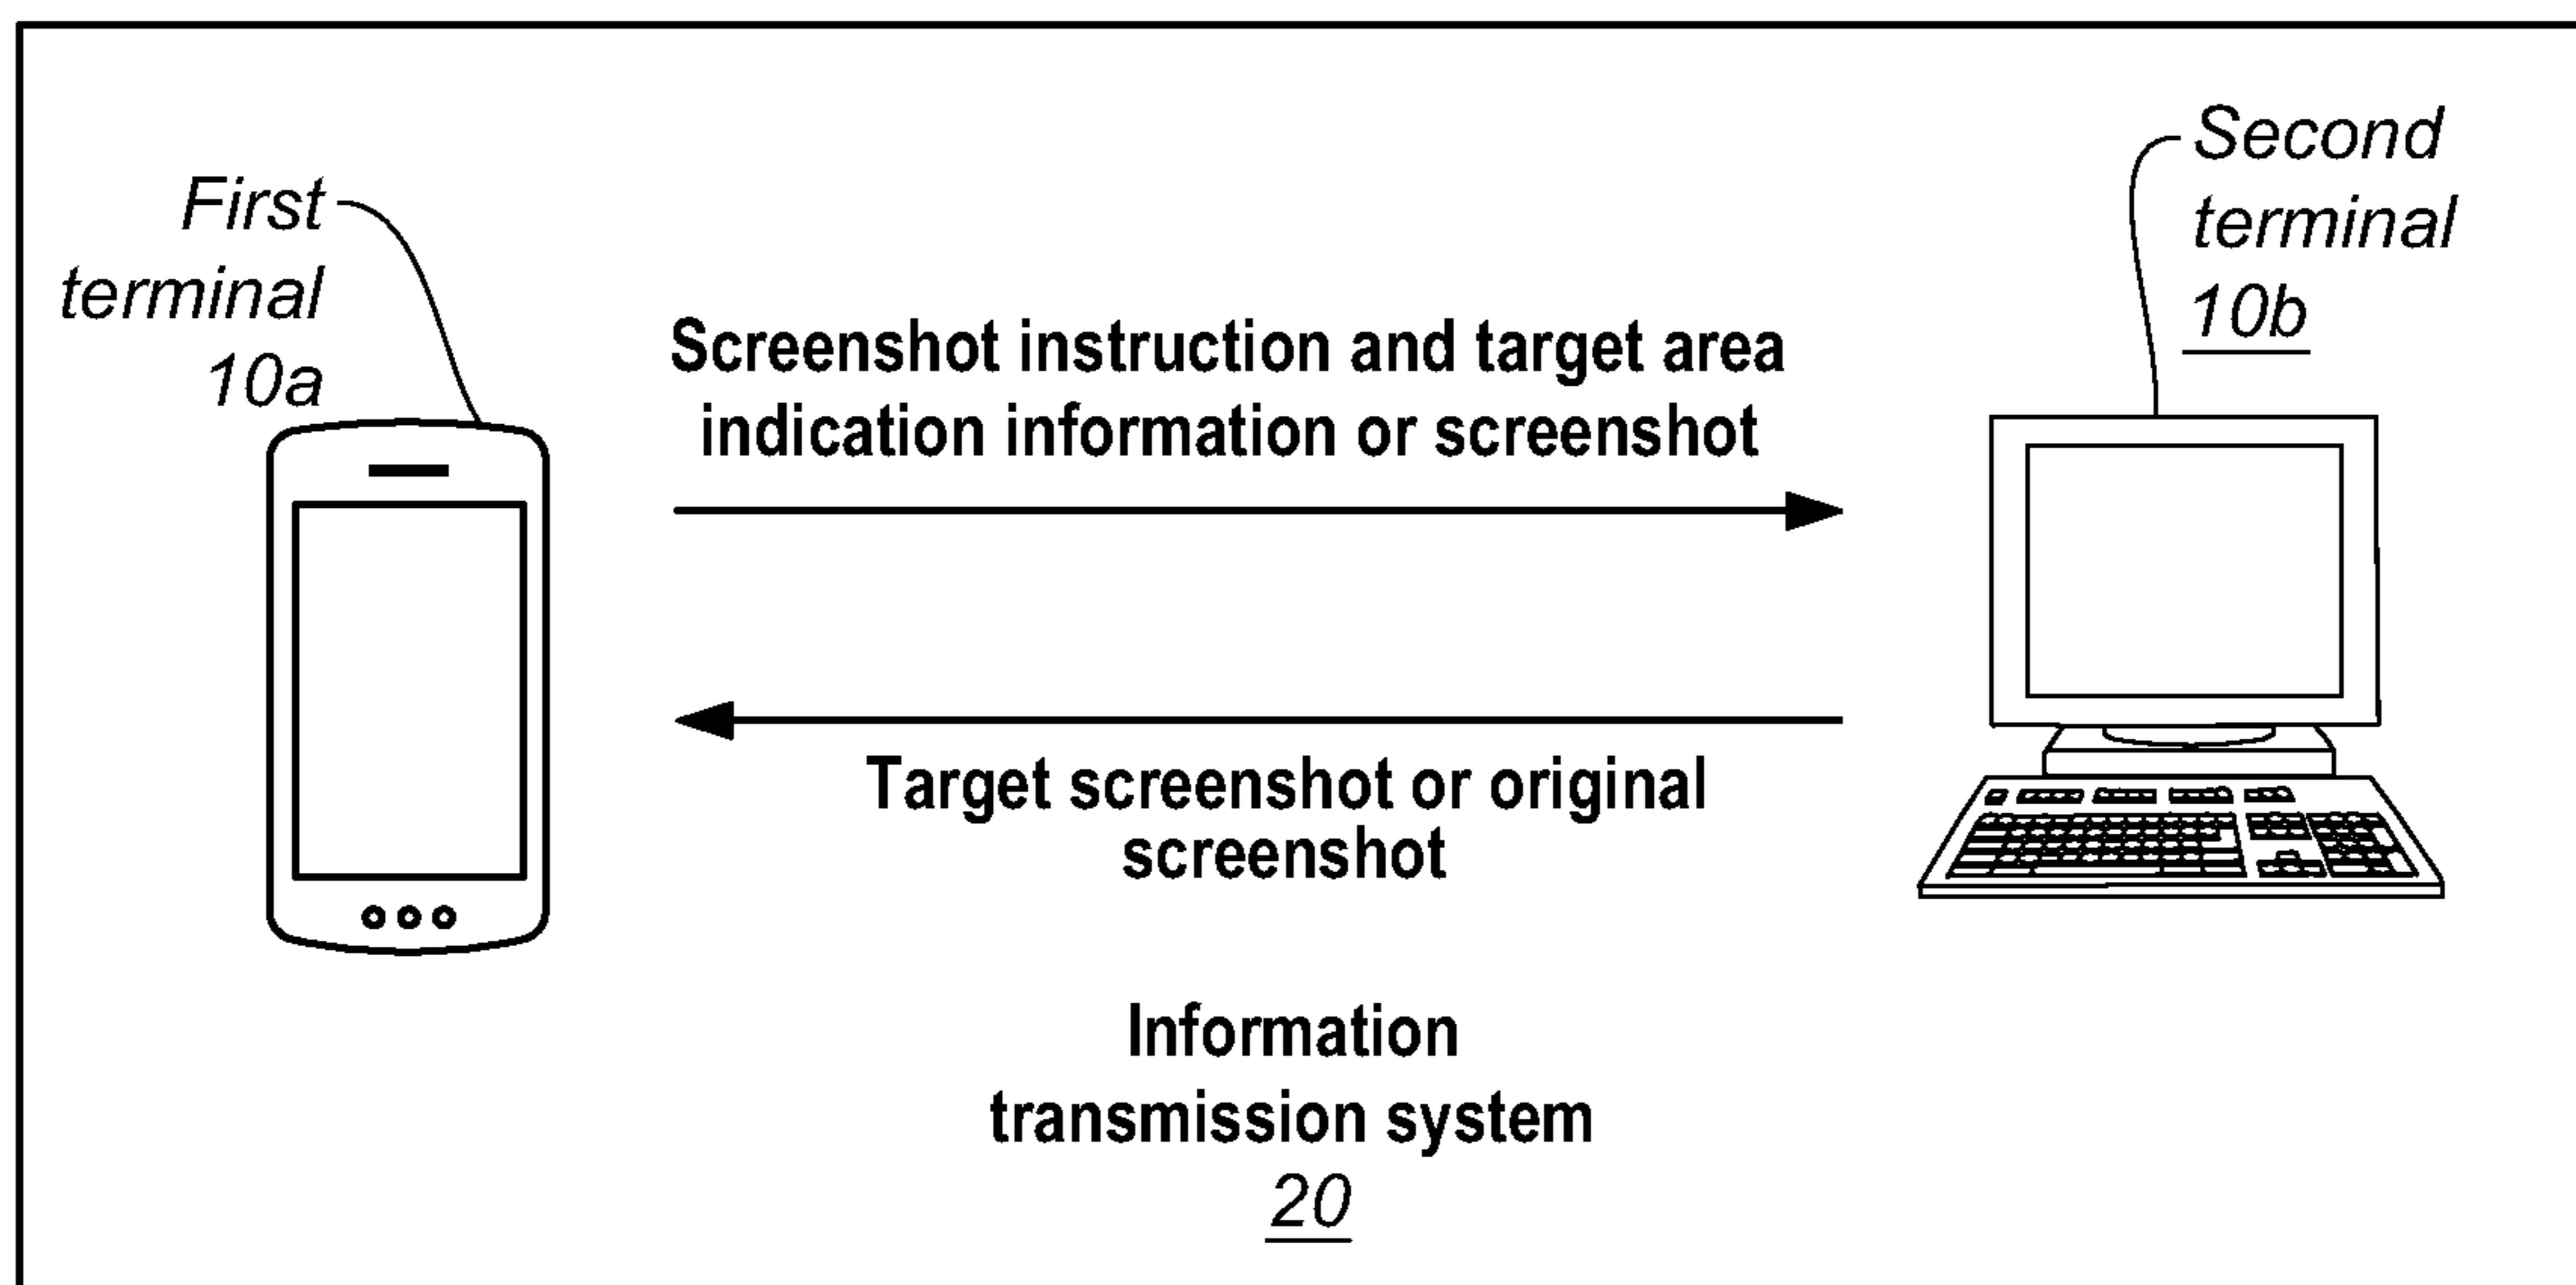 First
terminal
10a
Second
terminal
10b
Screenshot instruction and target area
indication information or screenshot
Target screenshot or original
screenshot
Information
transmission system
20